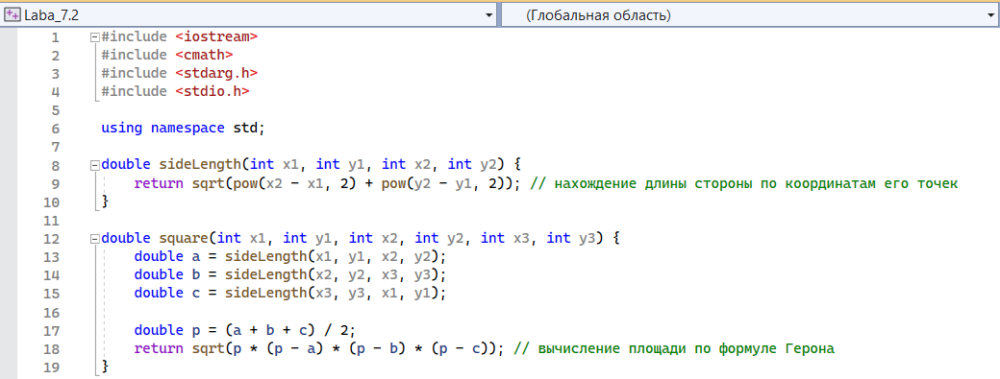 Laba_7.2 (Глобальная область)
1 #include <iostream>
2 #include <cmath>
3 #include <stdarg.h>
4 #include <stdio.h>
5
6 using namespace std;
7
8 double sideLength(int x1, int y1, int x2, int y2) {
9 return sqrt(pow(x2 - x1, 2) + pow(y2 - y1, 2)); // нахождение длины стороны по координатам его точек
10 }
11
12 double square(int x1, int y1, int x2, int y2, int x3, int y3) {
13 double a = sideLength(x1, y1, x2, y2);
14 double b = sideLength(x2, y2, x3, y3);
15 double c = sideLength(x3, y3, x1, y1);
16
17 double p = (a + b + c) / 2;
18 return sqrt(p * (p - a) * (p - b) * (p - c)); // вычисление площади по формуле Герона
19 }